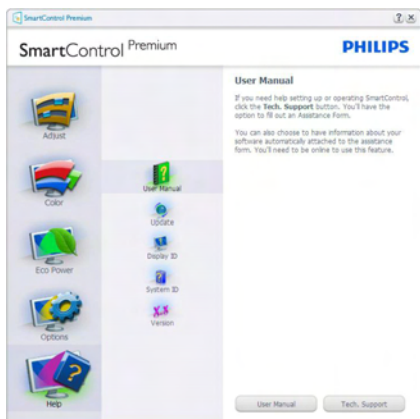 SmartControl Premium
SmartControl Premium
PHILIPS
Adjust
Color
Eco Power
Options
Help
User Manual
Update
Display ID
System ID
Version
User Manual
If you need help setting up or operating SmartControl,
click the Tech. Support button. You'll have the
option to fill out an Assistance Form.
You can also choose to have information about your
software automatically attached to the assistance
form. You'll need to be online to use this feature.
User Manual
Tech. Support